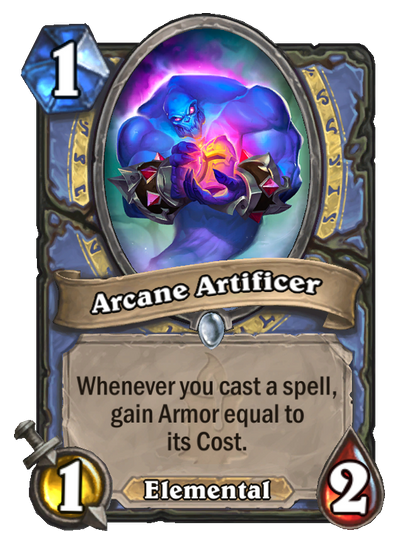 1
Arcane Artificer
Whenever you cast a spell,
gain Armor equal to
its Cost.
1
Elemental
2